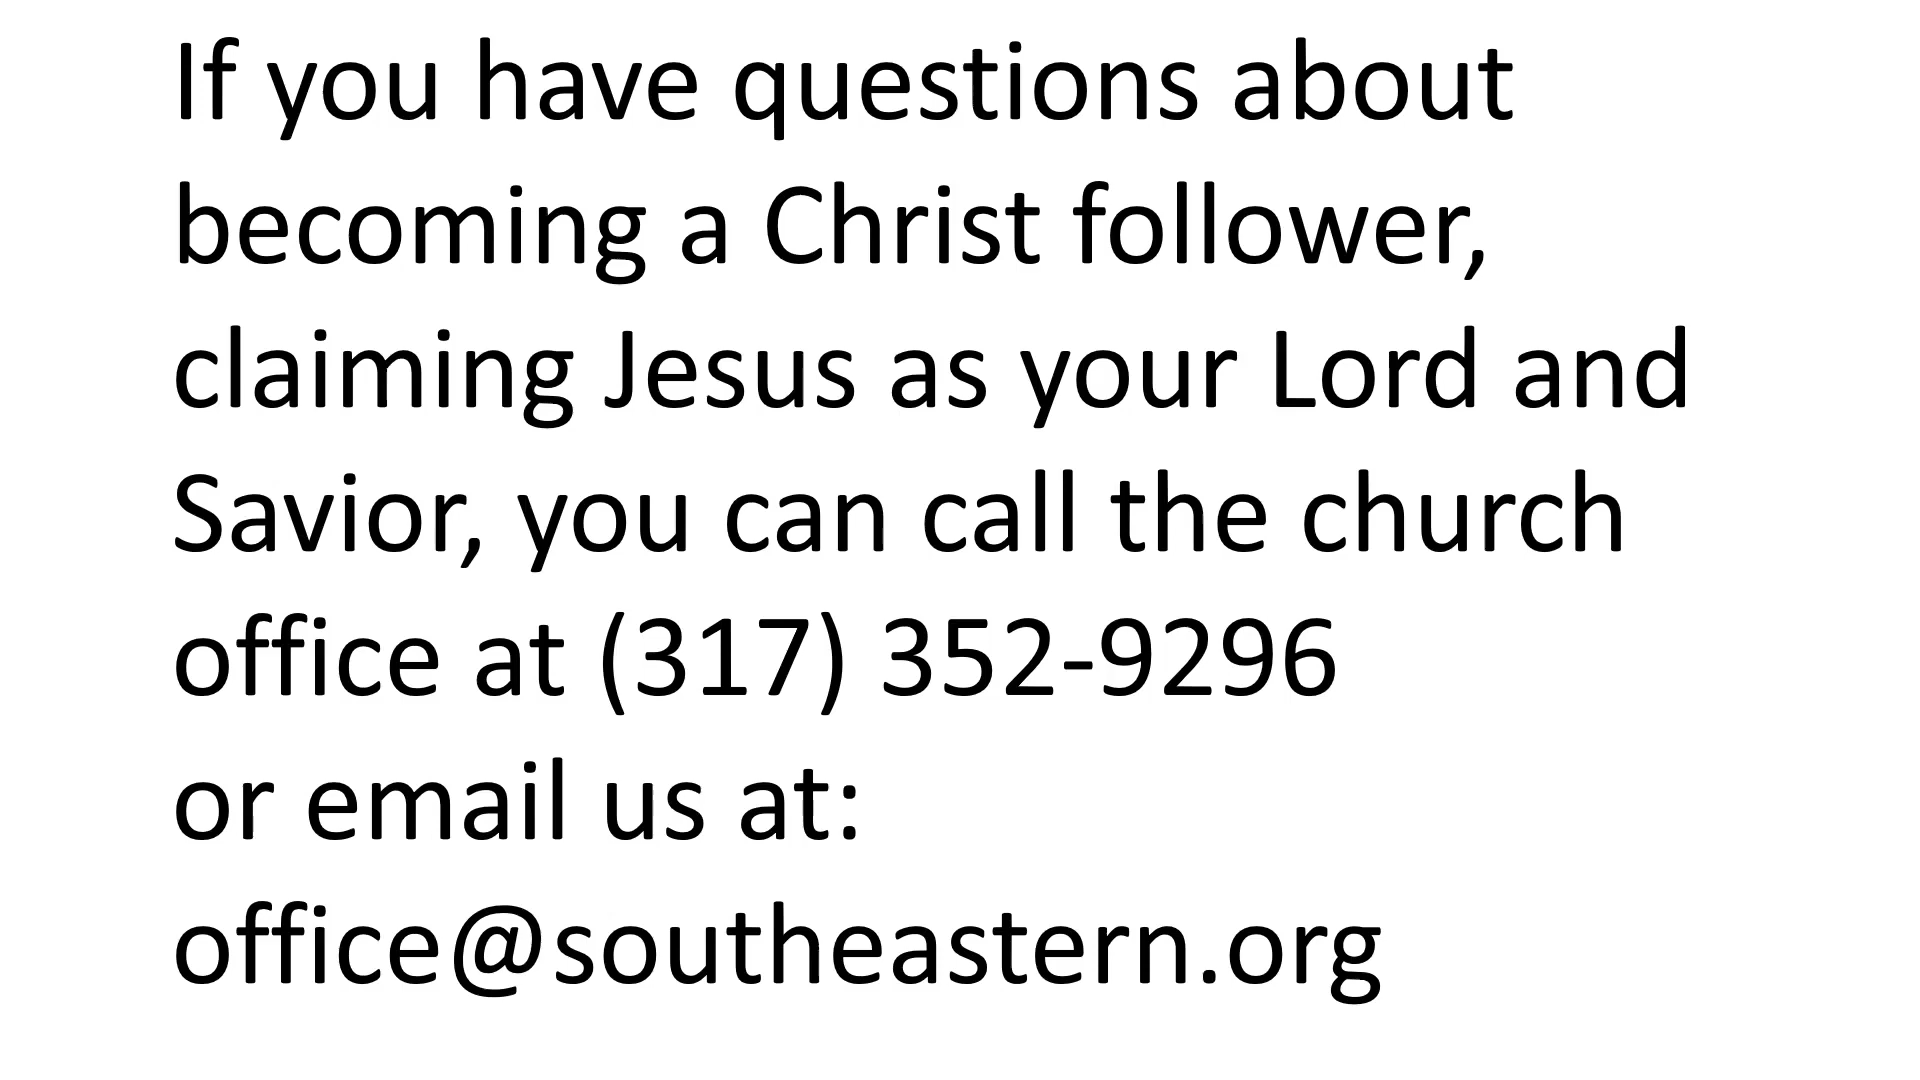 If you have questions about
becoming a Christ follower,
claiming Jesus as your Lord and
Savior, you can call the church
office at (317) 352-9296
or email us at:
office@southeastern.org